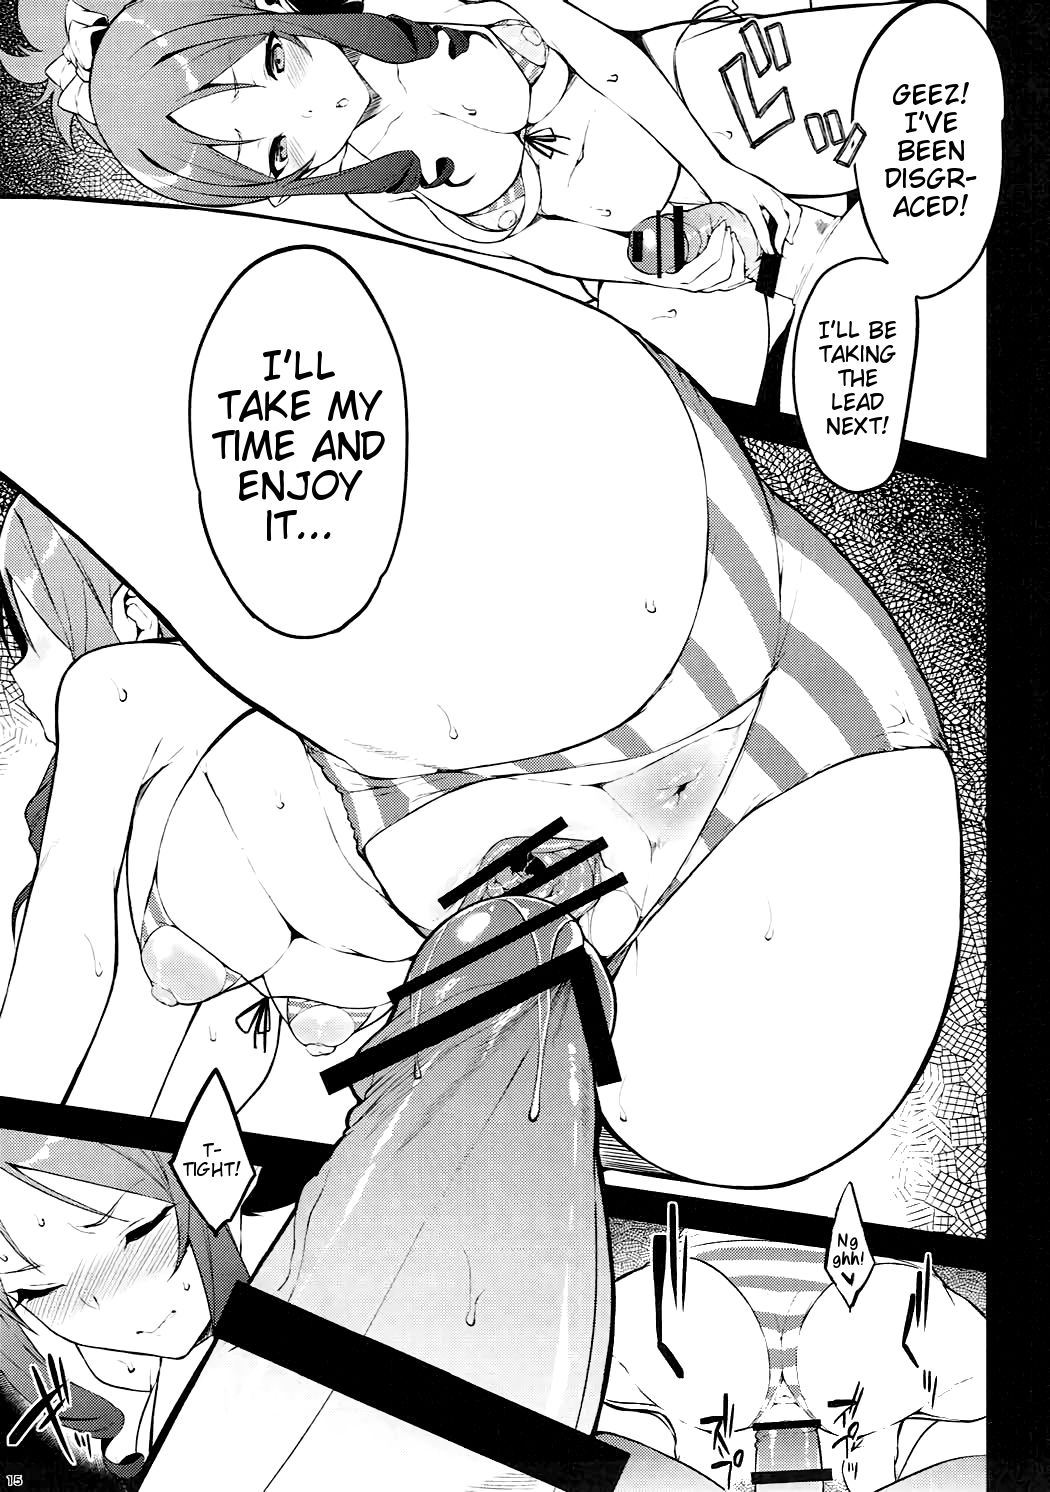 GEEZ!
I'VE
BEEN
DISGR-
ACED!
I'LL BE
TAKING
THE
LEAD
NEXT!
I'LL
TAKE MY
TIME AND
ENJOY
IT...
Ng
ghh!
♥
T-
TIGHT!
15